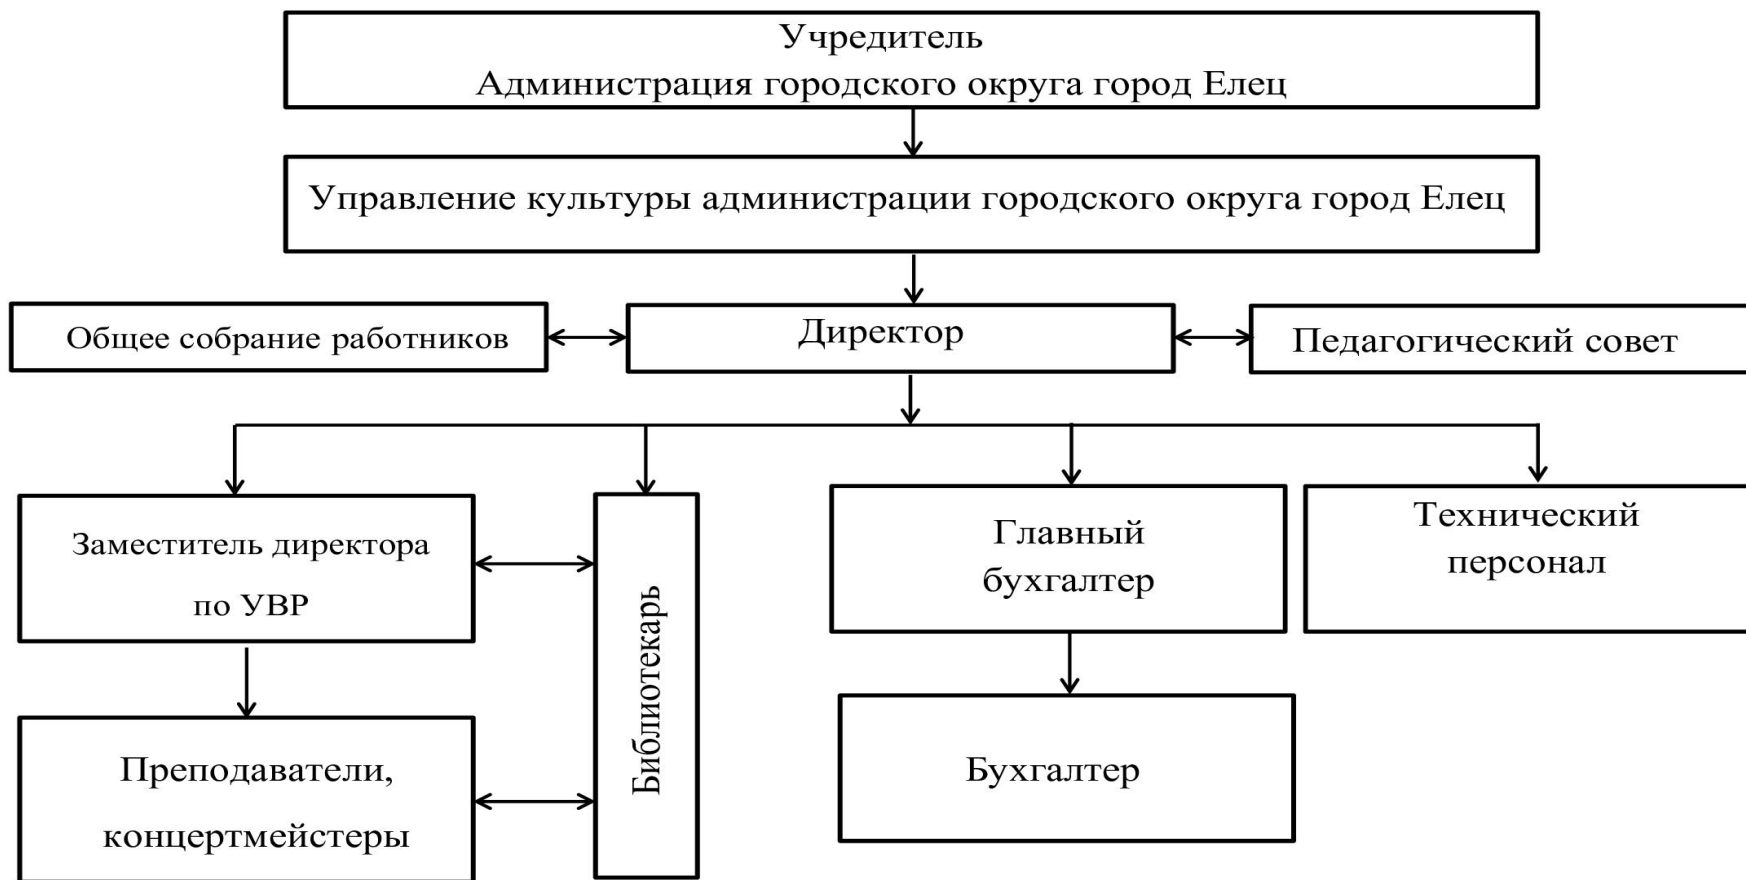 Учредитель
Администрация городского округа город Елец
Управление культуры администрации городского округа город Елец
Общее собрание работников
Директор
Педагогический совет
Заместитель директора
по УВР
Библиотекарь
Главный
бухгалтер
Технический
персонал
Преподаватели,
концертмейстеры
Бухгалтер